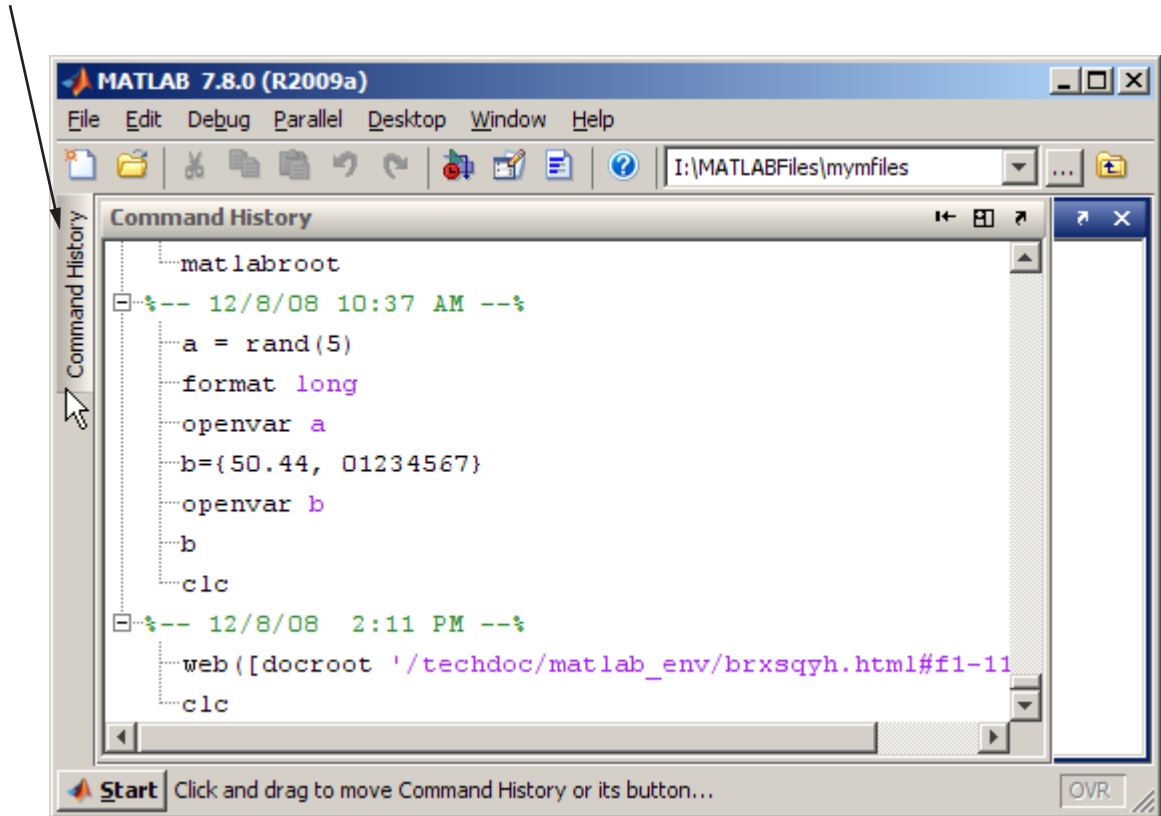 MATLAB 7.8.0 (R2009a)
File Edit Debug Parallel Desktop Window Help
I:\MATLABFiles\mymfiles ...
Command History
Command History
matlabroot
%-- 12/8/08 10:37 AM --%
a = rand(5)
format long
openvar a
b={50.44, 01234567}
openvar b
b
clc
%-- 12/8/08  2:11 PM --%
web([docroot '/techdoc/matlab_env/brxsqyh.html#f1-11
clc
Start Click and drag to move Command History or its button... OVR